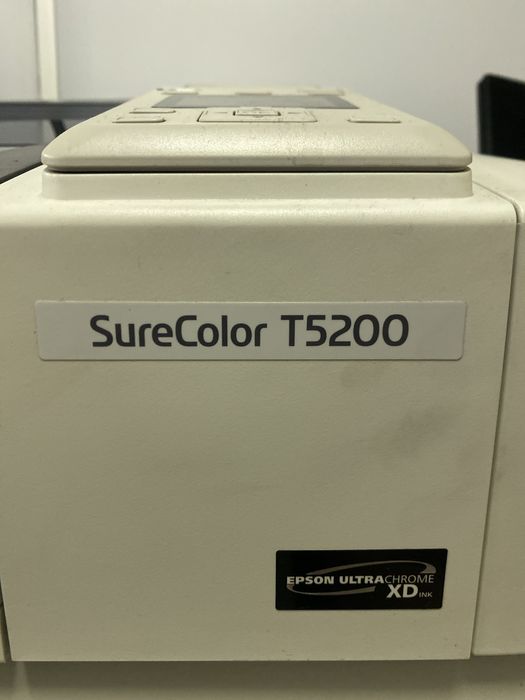 SureColor T5200
EPSON ULTRACHROME
XD INK